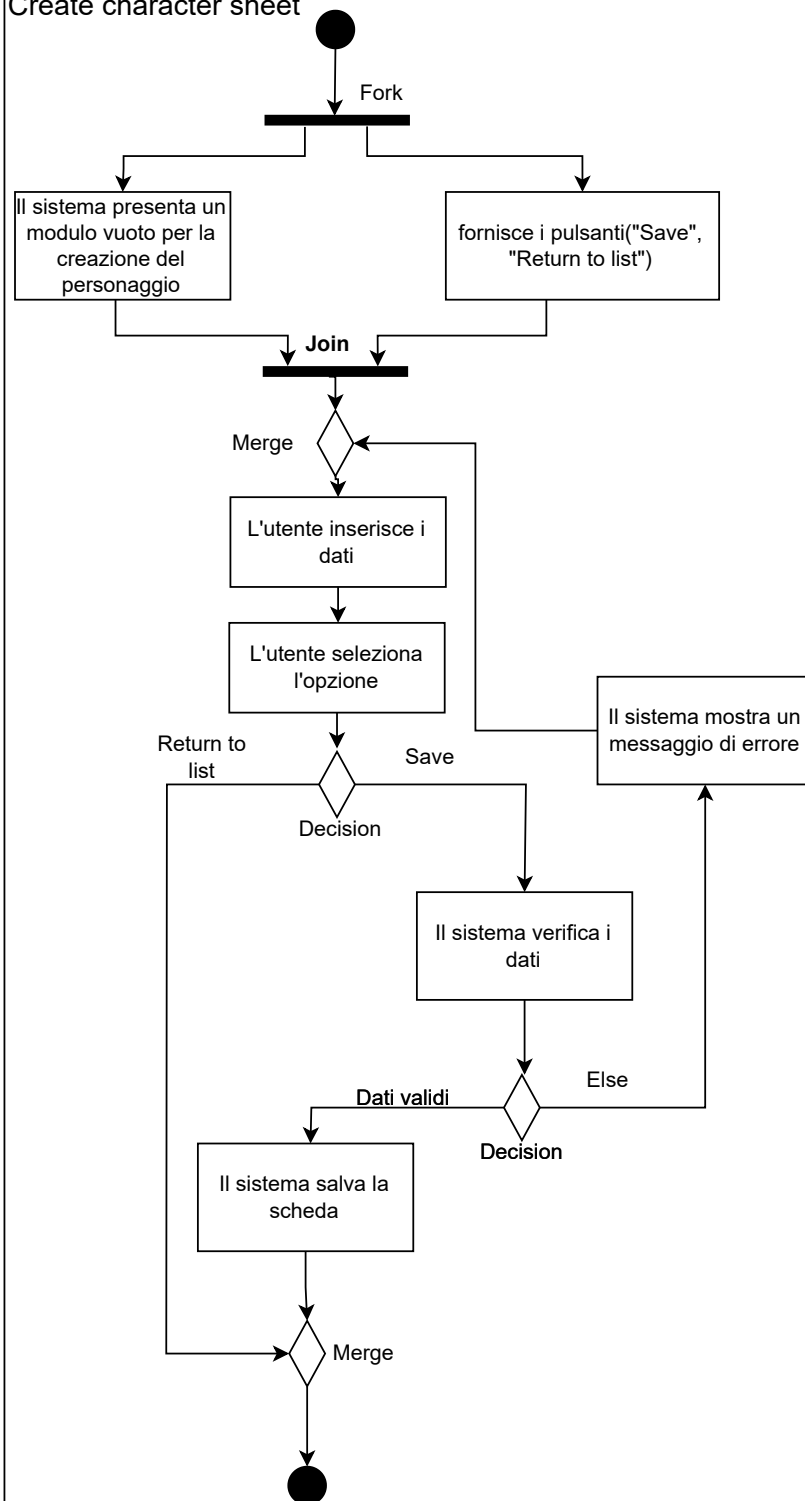 Create character sheet
Fork
Il sistema presenta un
modulo vuoto per la
creazione del
personaggio
fornisce i pulsanti("Save",
"Return to list")
Join
Merge
L'utente inserisce i
dati
L'utente seleziona
l'opzione
Il sistema mostra un
messaggio di errore
Return to
list
Save
Decision
Il sistema verifica i
dati
Else
Dati validi
Decision
Il sistema salva la
scheda
Merge